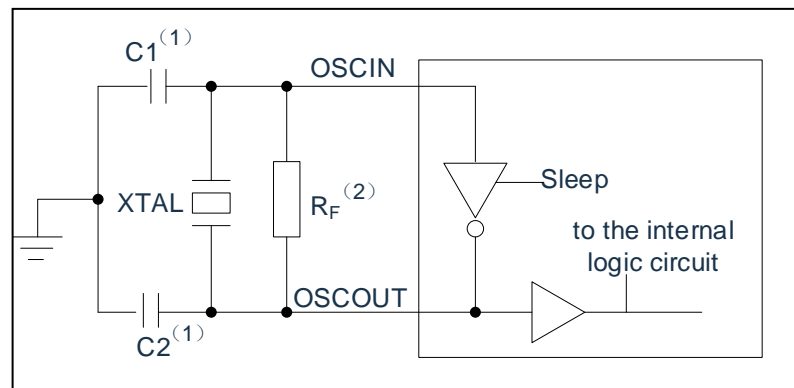 C1(1)
OSCIN
Sleep
XTAL
RF(2)
to the internal
logic circuit
OSCOUT
C2(1)